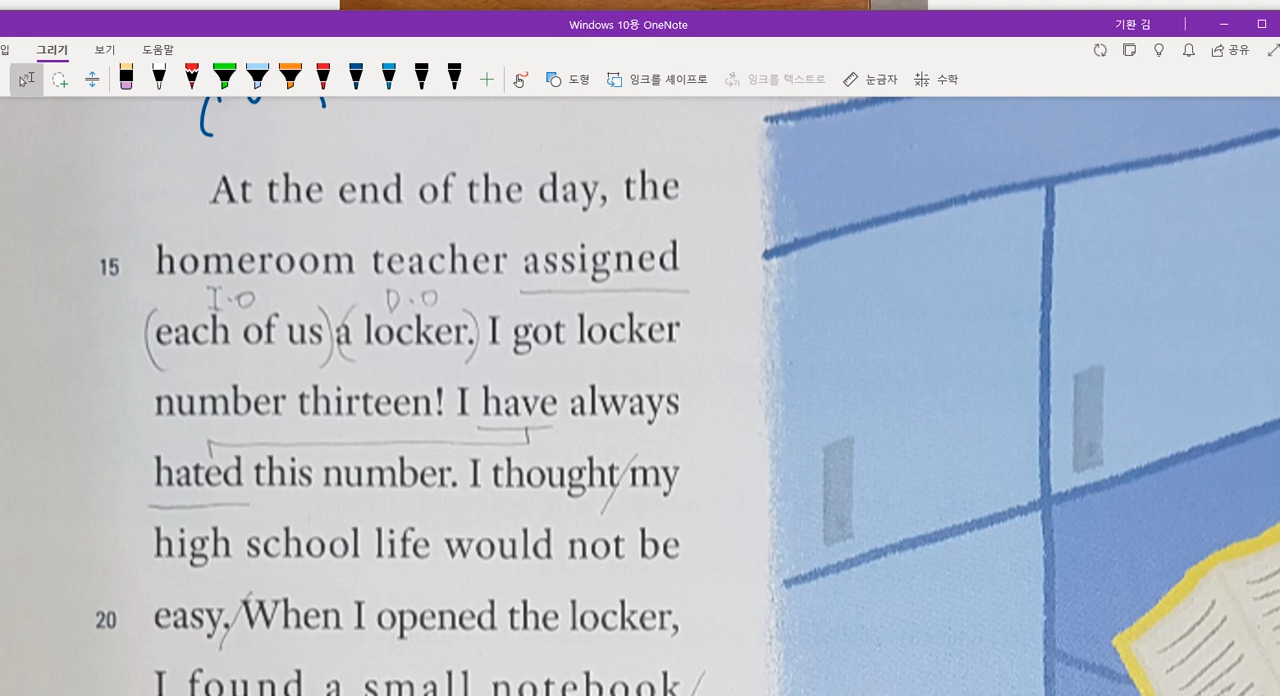 Windows 10용 OneNote
기환 김
입
그리기
보기
도움말
공유
도형
잉크를 셰이프로
잉크를 텍스트로
눈금자
수학
At the end of the day, the
15 homeroom teacher assigned
I.O D.O
(each of us)(a locker.) I got locker
number thirteen! I have always
hated this number. I thought/my
high school life would not be
20 easy./When I opened the locker,
I found a small notebook/